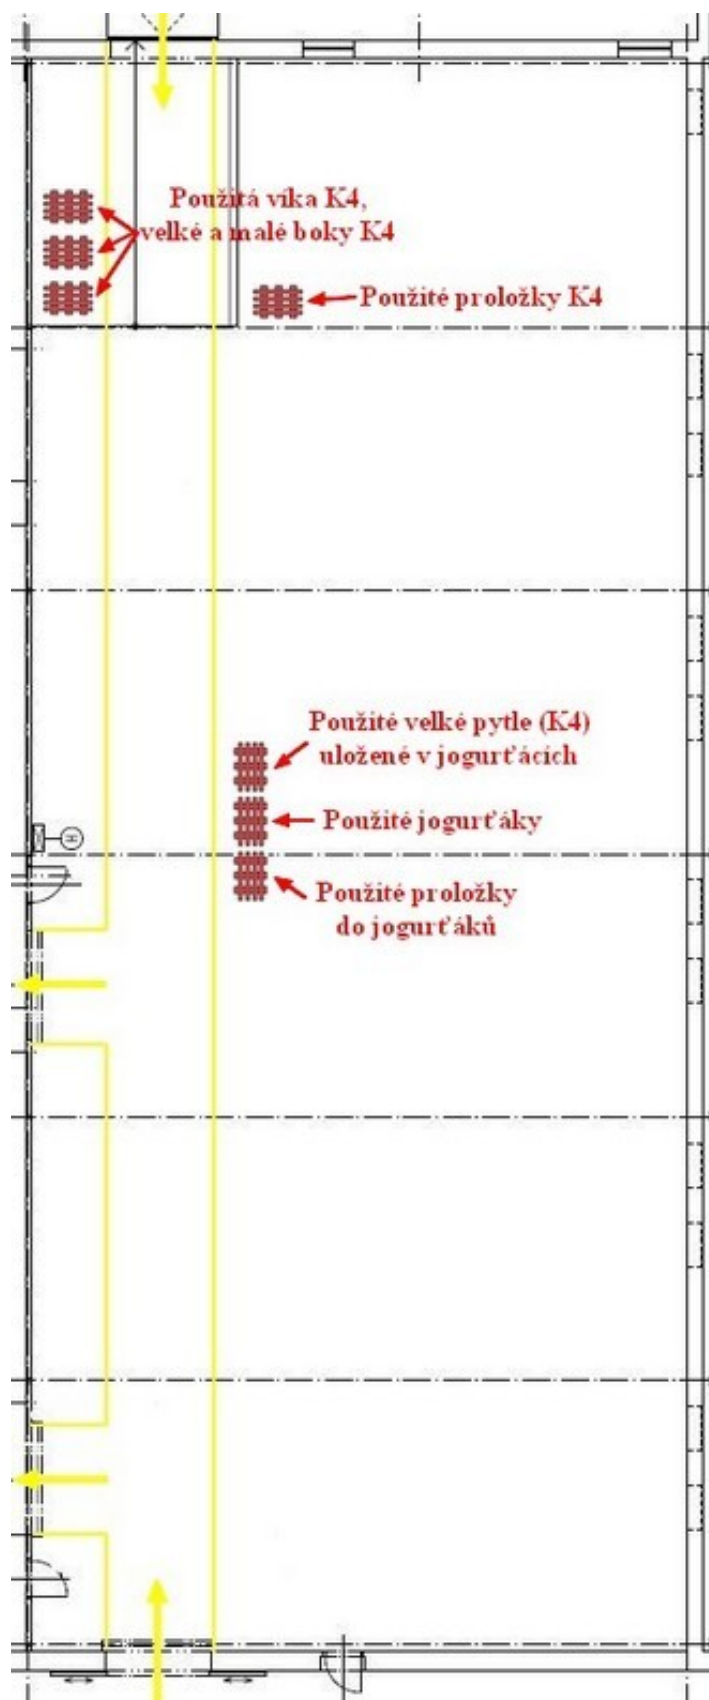 Použitá víka K4,
velké a malé boky K4
Použité proložky K4
Použité velké pytle (K4)
uložené v jogurťácích
Použité jogurťáky
H
Použité proložky
do jogurťáků